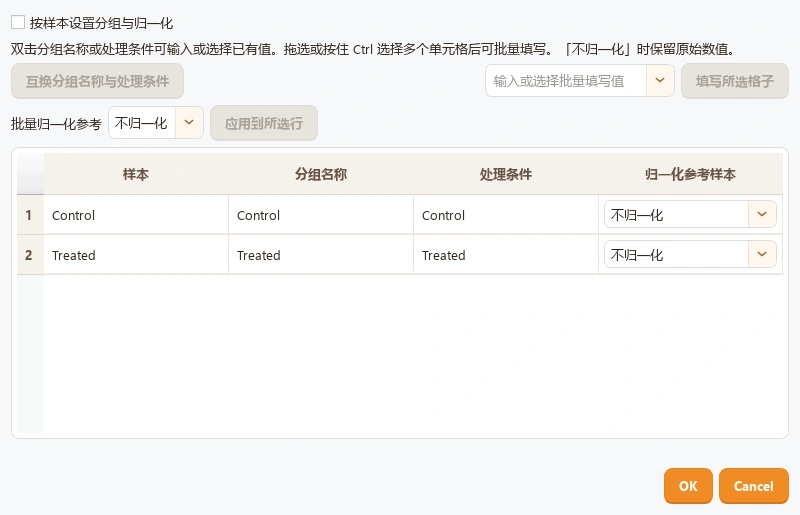 按样本设置分组与归一化
双击分组名称或处理条件可输入或选择已有值。拖选或按住 Ctrl 选择多个单元格后可批量填写。「不归一化」时保留原始数值。
互换分组名称与处理条件 输入或选择批量填写值 填写所选格子
批量归一化参考 不归一化 应用到所选行
样本 分组名称 处理条件 归一化参考样本
1 Control Control Control 不归一化
2 Treated Treated Treated 不归一化
OK Cancel